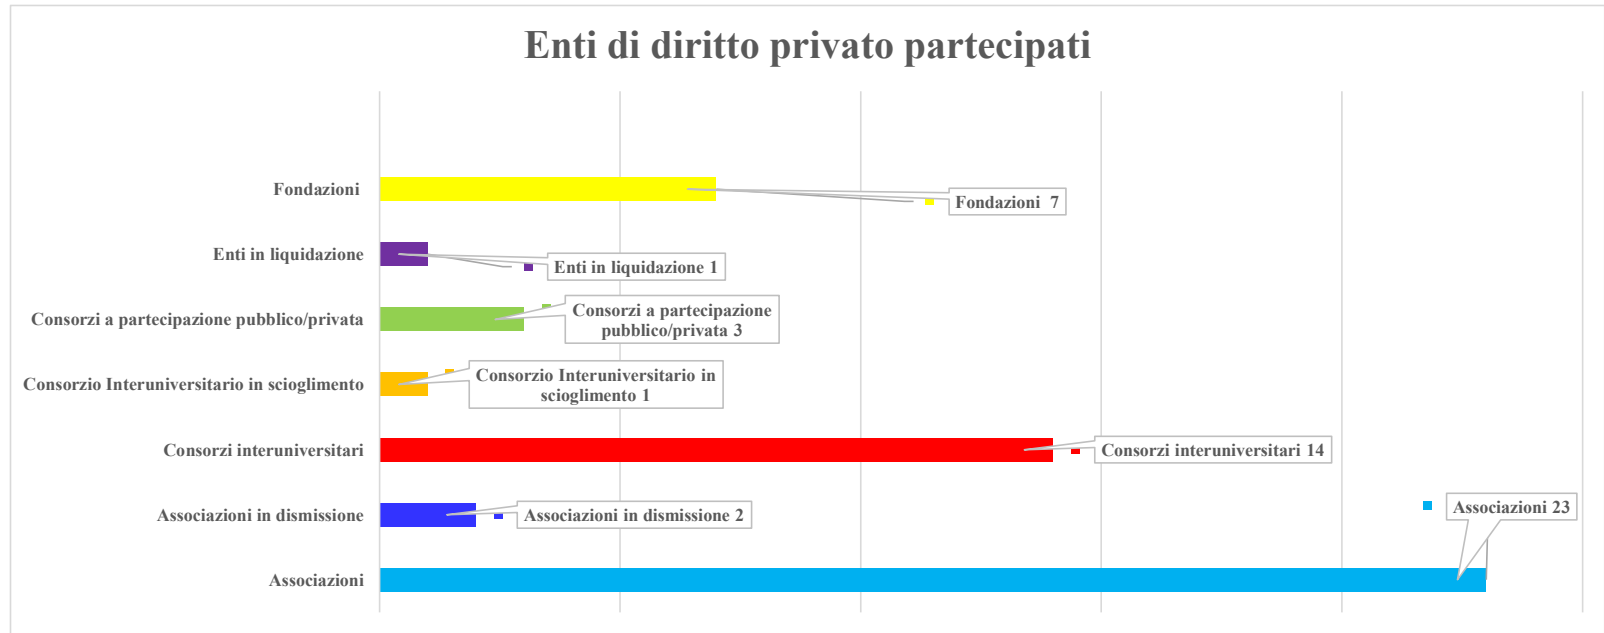 Enti di diritto privato partecipati
Fondazioni
Fondazioni 7
Enti in liquidazione
Enti in liquidazione 1
Consorzi a partecipazione pubblico/privata
Consorzi a partecipazione
pubblico/privata 3
Consorzio Interuniversitario in scioglimento
Consorzio Interuniversitario in
scioglimento 1
Consorzi interuniversitari
Consorzi interuniversitari 14
Associazioni in dismissione
Associazioni in dismissione 2
Associazioni 23
Associazioni